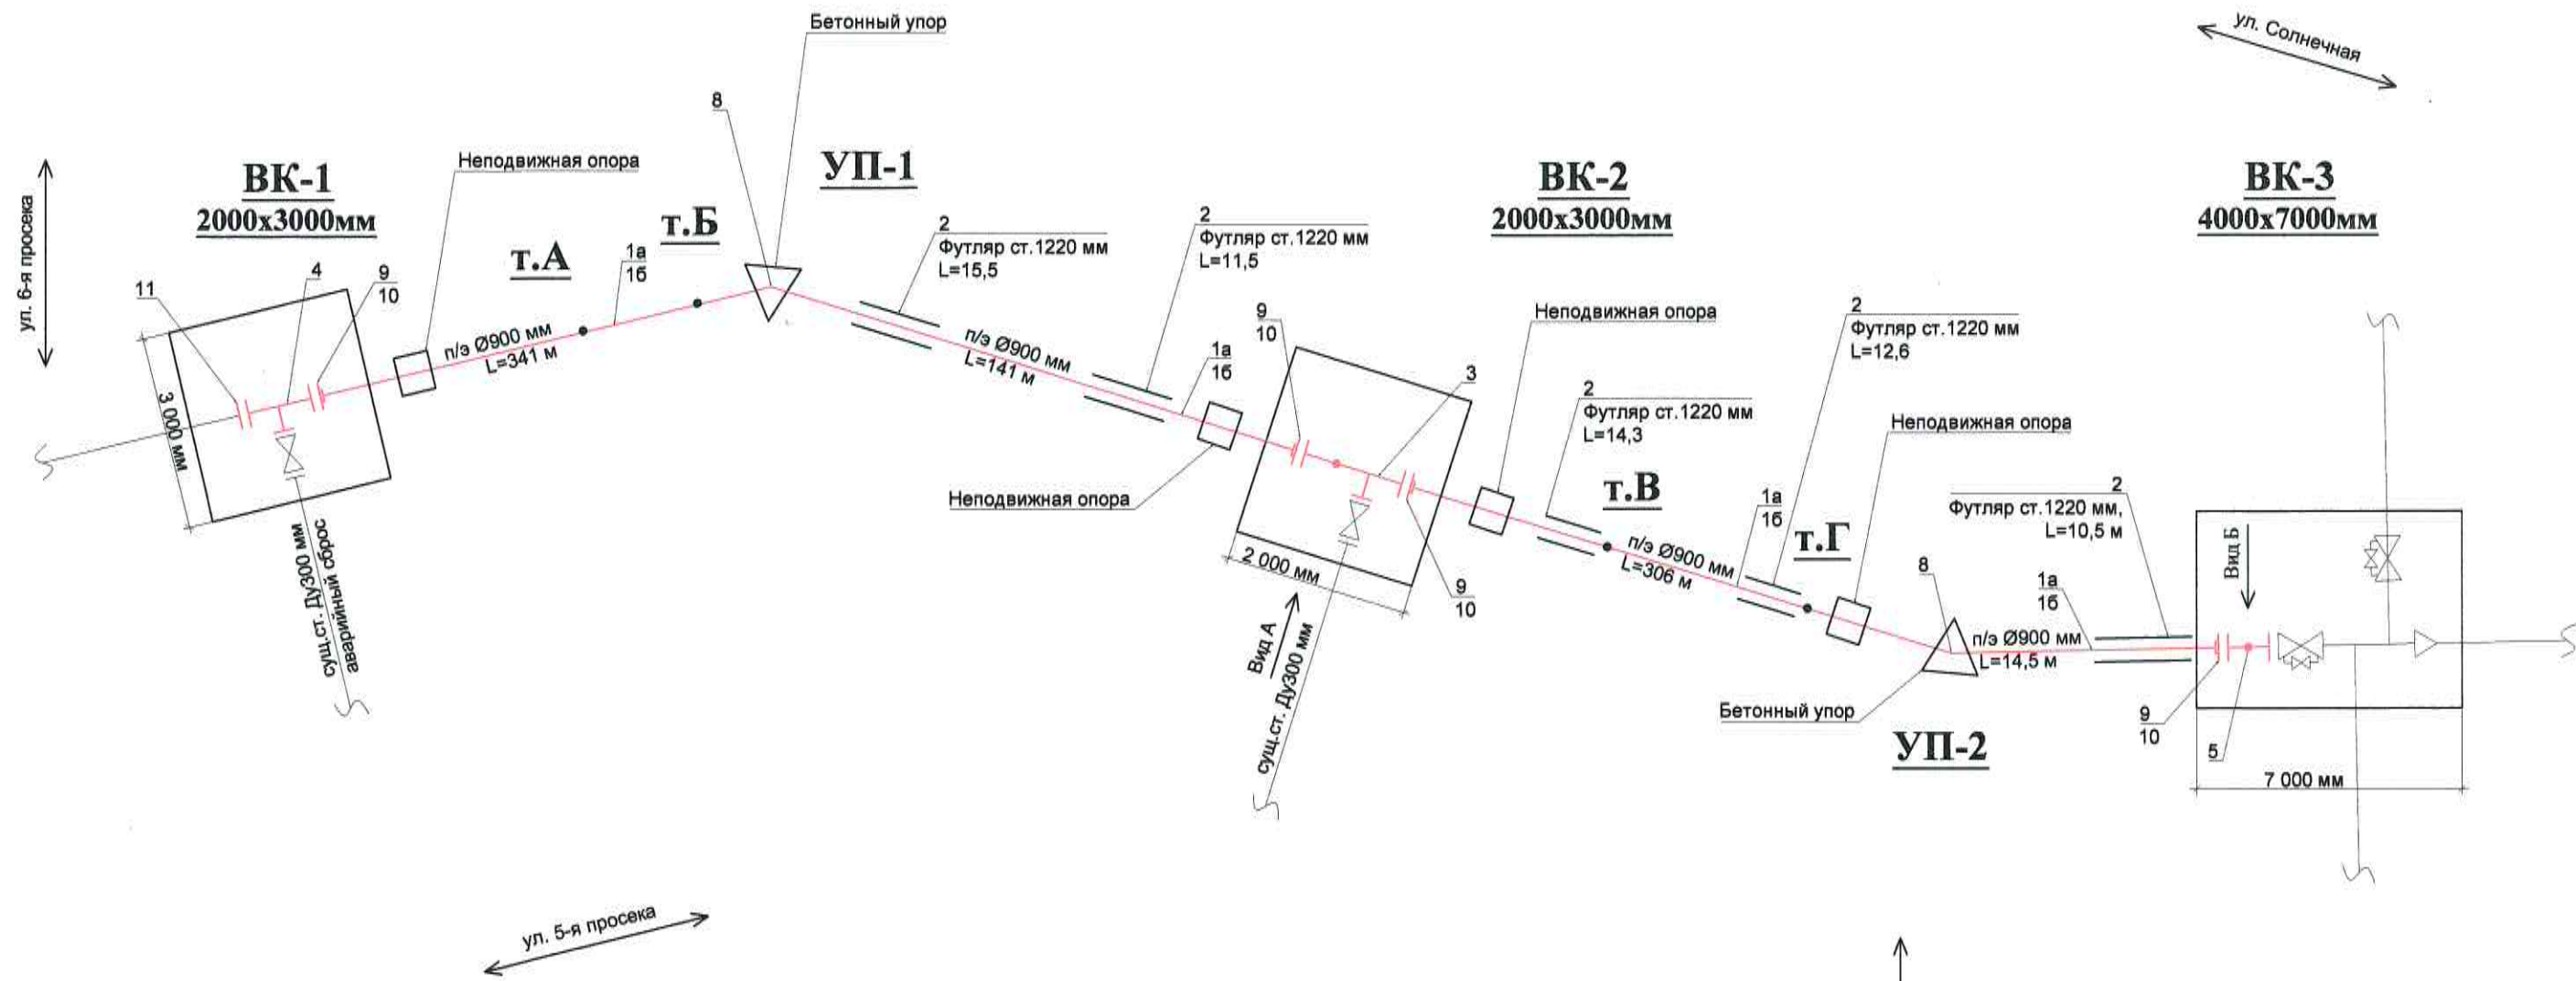 Бетонный упор
ул. Солнечная
8
Неподвижная опора
УП-1
ВК-1
2000х3000мм
ВК-2
2000х3000мм
ВК-3
4000х7000мм
ул. 6-я просека
т.А
т.Б
1а
1б
2
Футляр ст.1220 мм
L=15,5
2
Футляр ст.1220 мм
L=11,5
11
4
9
10
п/э Ø900 мм
L=341 м
3 000 мм
сущ.ст. Ду300 мм
аварийный сброс
п/э Ø900 мм
L=141 м
1а
1б
Неподвижная опора
9
10
3
Неподвижная опора
2
Футляр ст.1220 мм
L=14,3
2
Футляр ст.1220 мм
L=12,6
Неподвижная опора
т.В
1а
1б
т.Г
п/э Ø900 мм
L=306 м
9
10
2 000 мм
Вид А
сущ.ст. Ду300 мм
2
Футляр ст.1220 мм,
L=10,5 м
8
1а
1б
п/э Ø900 мм
L=14,5 м
Бетонный упор
УП-2
Вид Б
9
10
5
7 000 мм
ул. 5-я просека